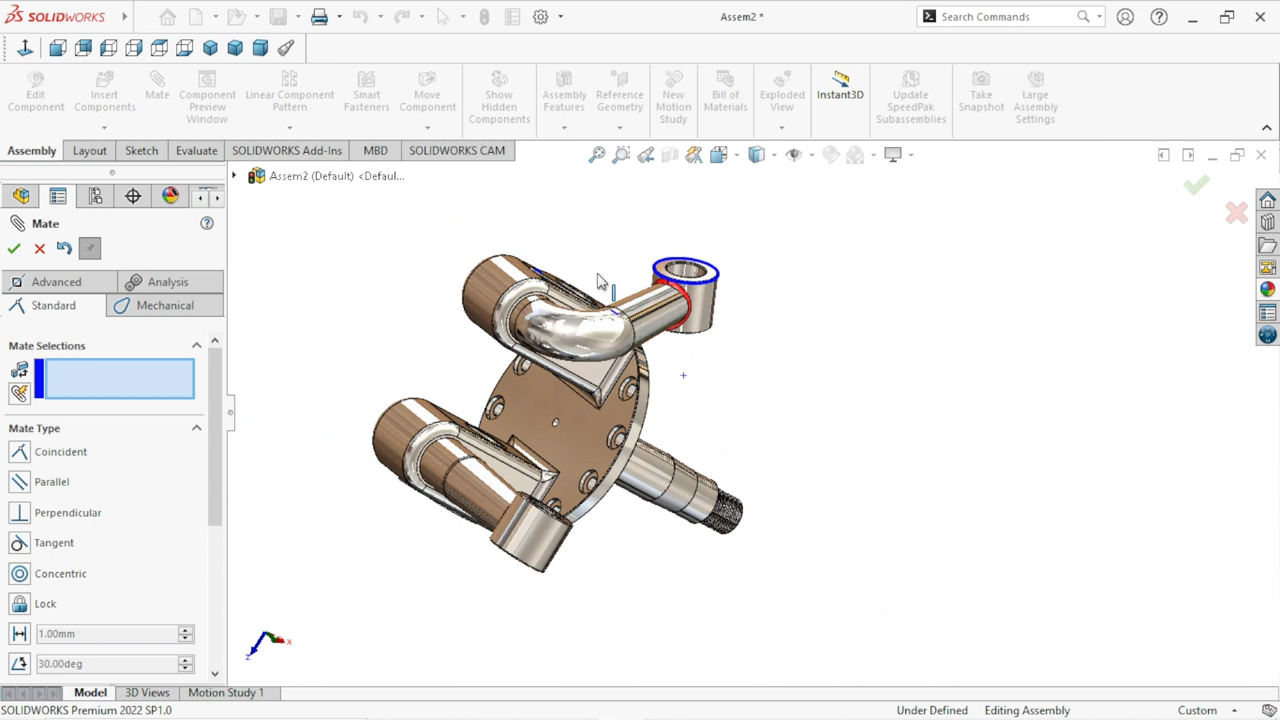 SOLIDWORKS
Assem2 *
Search Commands
Edit Component
Insert Components
Mate
Component Preview Window
Linear Component Pattern
Smart Fasteners
Move Component
Show Hidden Components
Assembly Features
Reference Geometry
New Motion Study
Bill of Materials
Exploded View
Instant3D
Update SpeedPak Subassemblies
Take Snapshot
Large Assembly Settings
Assembly
Layout
Sketch
Evaluate
SOLIDWORKS Add-Ins
MBD
SOLIDWORKS CAM
Assem2 (Default) <Defaul...
Mate
Advanced
Analysis
Standard
Mechanical
Mate Selections
Mate Type
Coincident
Parallel
Perpendicular
Tangent
Concentric
Lock
1.00mm
30.00deg
x
z
Model
3D Views
Motion Study 1
SOLIDWORKS Premium 2022 SP1.0
Under Defined
Editing Assembly
Custom